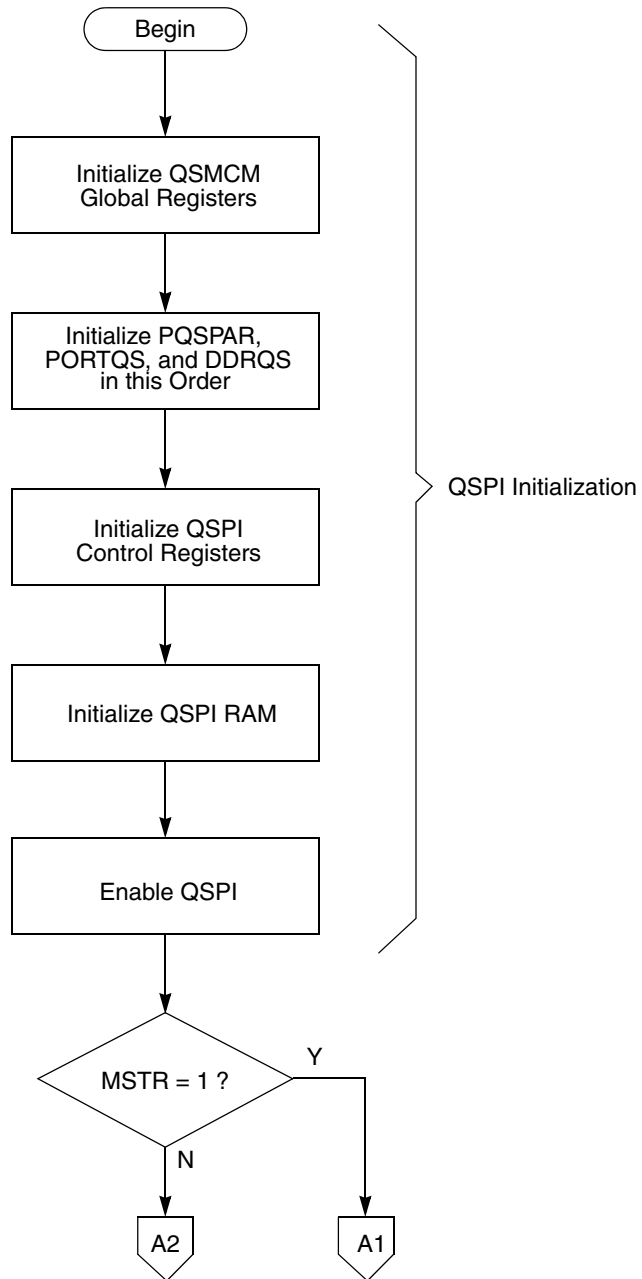 Begin
Initialize QSMCM
Global Registers
Initialize PQSPAR,
PORTQS, and DDRQS
in this Order
QSPI Initialization
Initialize QSPI
Control Registers
Initialize QSPI RAM
Enable QSPI
MSTR = 1 ?
Y
N
A2
A1